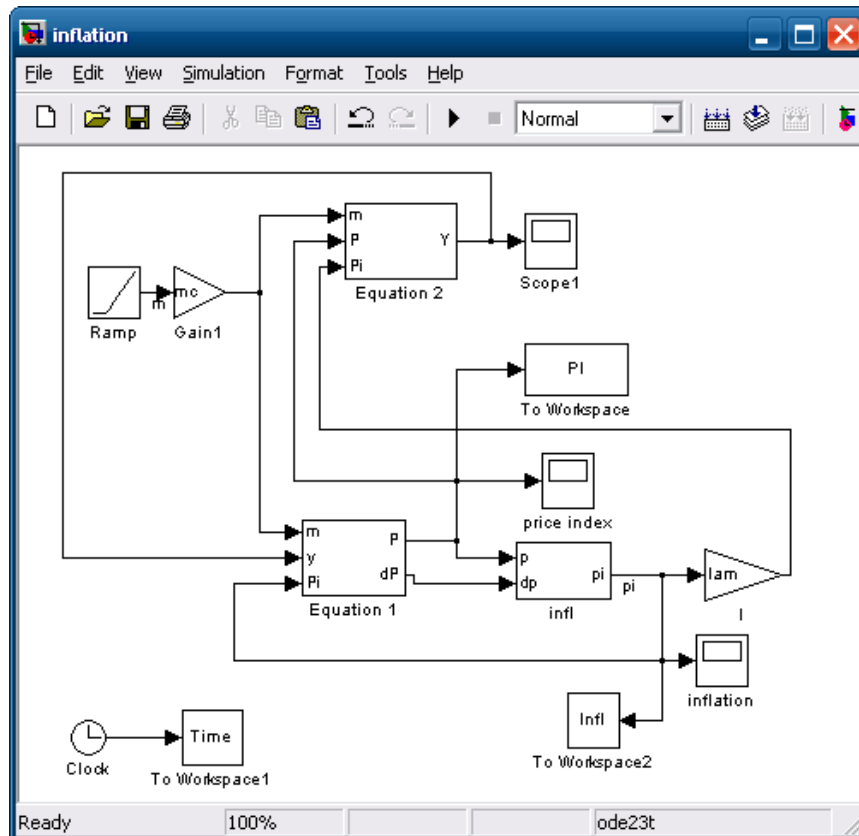 inflation
File Edit View Simulation Format Tools Help
Normal
m
P
Pi
Y
Equation 2
Scope1
m
mc
Ramp
Gain1
PI
To Workspace
price index
m
y
Pi
P
dP
Equation 1
p
dp
pi
infl
pi
lam
l
inflation
Infl
To Workspace2
Clock
Time
To Workspace1
Ready 100% ode23t